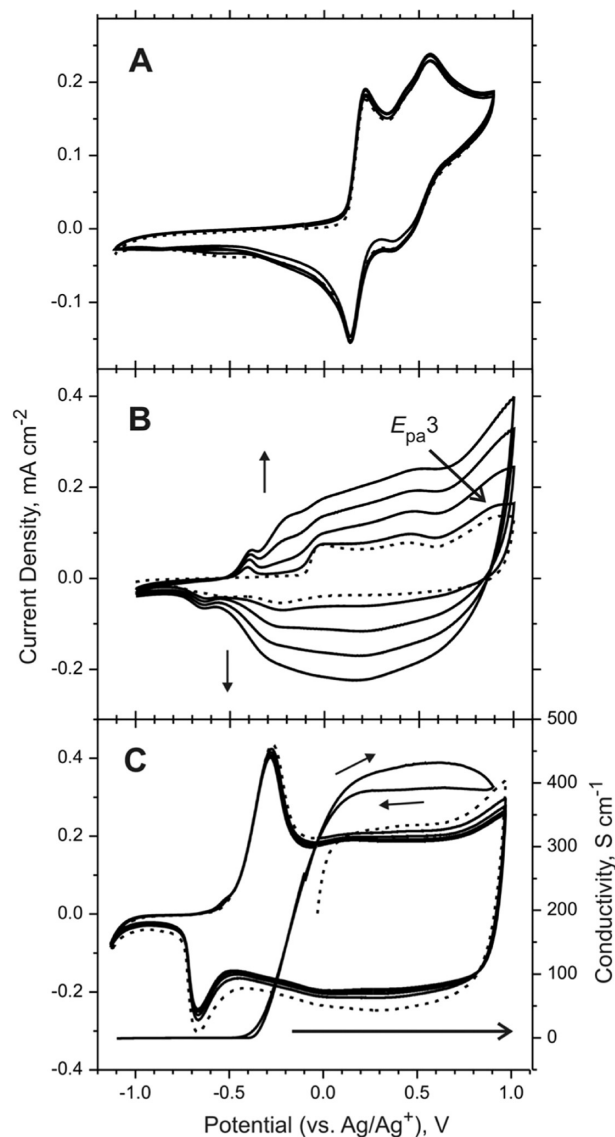 A
0.2
0.1
0.0
-0.1
B
E_pa3
0.4
0.2
0.0
-0.2
Current Density, mA cm⁻²
C
0.4
0.2
0.0
-0.2
-0.4
500
400
300
200
100
0
Conductivity, S cm⁻¹
-1.0 -0.5 0.0 0.5 1.0
Potential (vs. Ag/Ag⁺), V